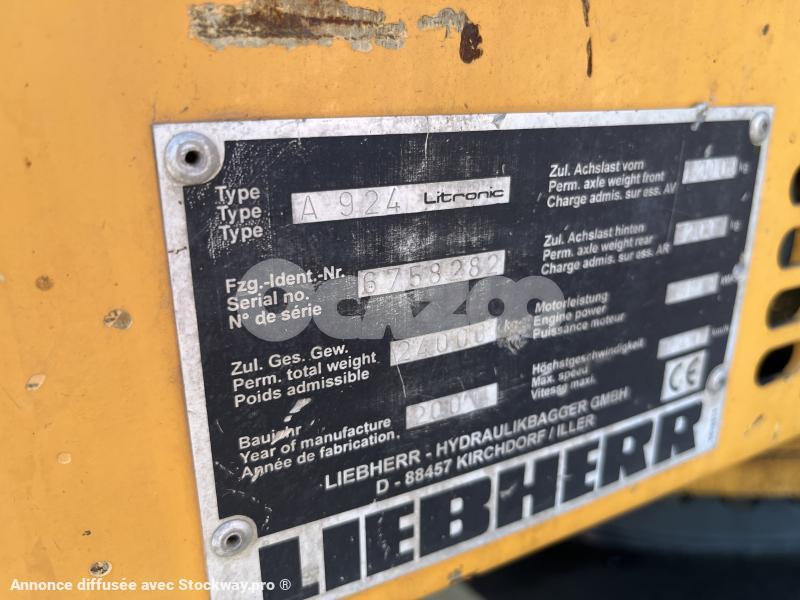 Type
Type
Type
A 924 Litronic
Fzg.-Ident.-Nr.
Serial no.
N° de série
6758282
Zul. Ges. Gew.
Perm. total weight
Poids admissible
24000 kg
Baujahr
Year of manufacture
Année de fabrication.
Zul. Achslast vorn
Perm. axle weight front
Charge admis. sur ess. AV
kg
Zul. Achslast hinten
Perm. axle weight rear
Charge admis. sur ess. AR
kg
Motorleistung
Engine power
Puissance moteur
Höchstgeschwindigkeit
Max. speed
Vitesse maxi.
km/h
CE
LIEBHERR - HYDRAULIKBAGGER GMBH
D - 88457 KIRCHDORF / ILLER
LIEBHERR
OCAZOO
Annonce diffusée avec Stockway.pro ®